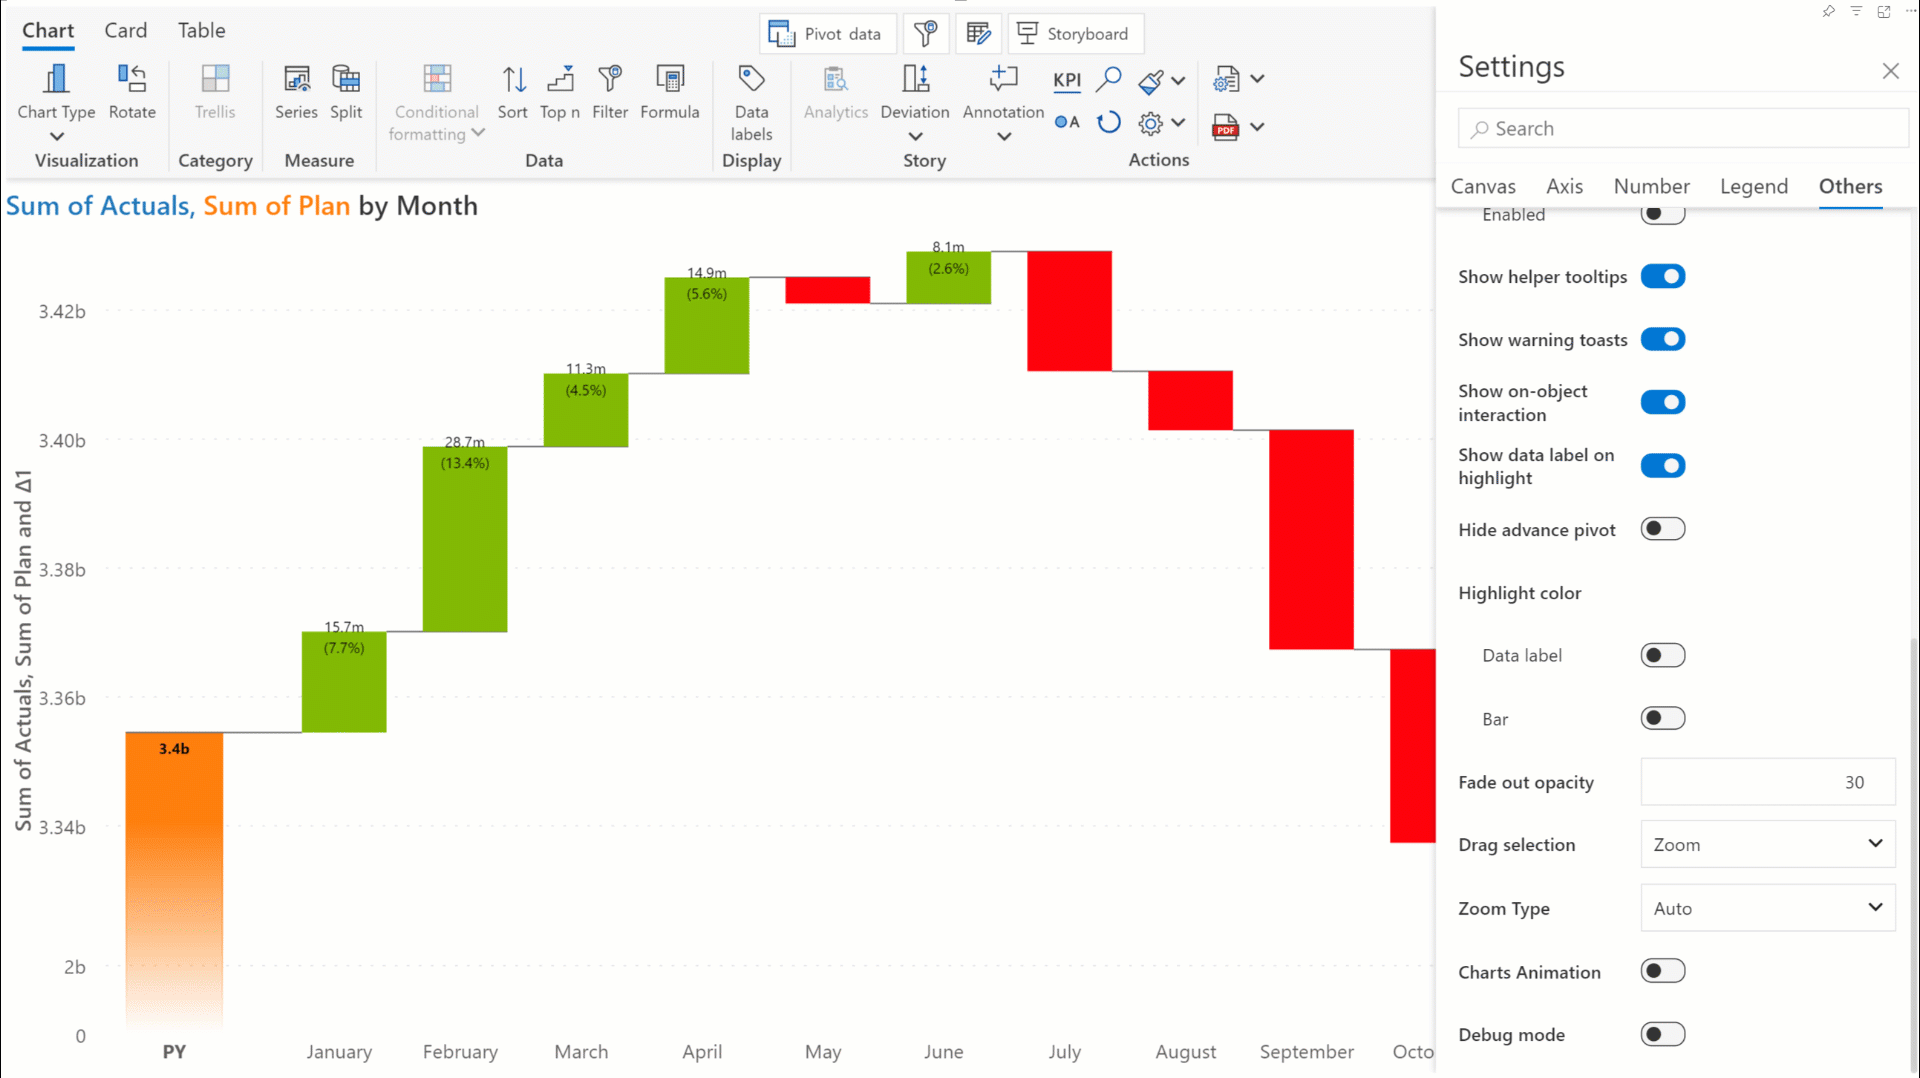 Chart Card Table
Pivot data
Storyboard
Chart Type Rotate
Visualization
Trellis
Category
Series Split
Measure
Conditional
formatting
Sort Top n Filter Formula
Data
Data
labels
Display
Analytics Deviation Annotation
Story
KPI
A
PDF
Actions
Settings
Search
Canvas Axis Number Legend Others
Enabled
Show helper tooltips
Show warning toasts
Show on-object
interaction
Show data label on
highlight
Hide advance pivot
Highlight color
Data label
Bar
Fade out opacity 30
Drag selection Zoom
Zoom Type Auto
Charts Animation
Debug mode
Sum of Actuals, Sum of Plan by Month
Sum of Actuals, Sum of Plan and Δ1
3.42b
3.40b
3.38b
3.36b
3.34b
2b
0
3.4b
15.7m
(7.7%)
28.7m
(13.4%)
11.3m
(4.5%)
14.9m
(5.6%)
8.1m
(2.6%)
PY January February March April May June July August September Octo